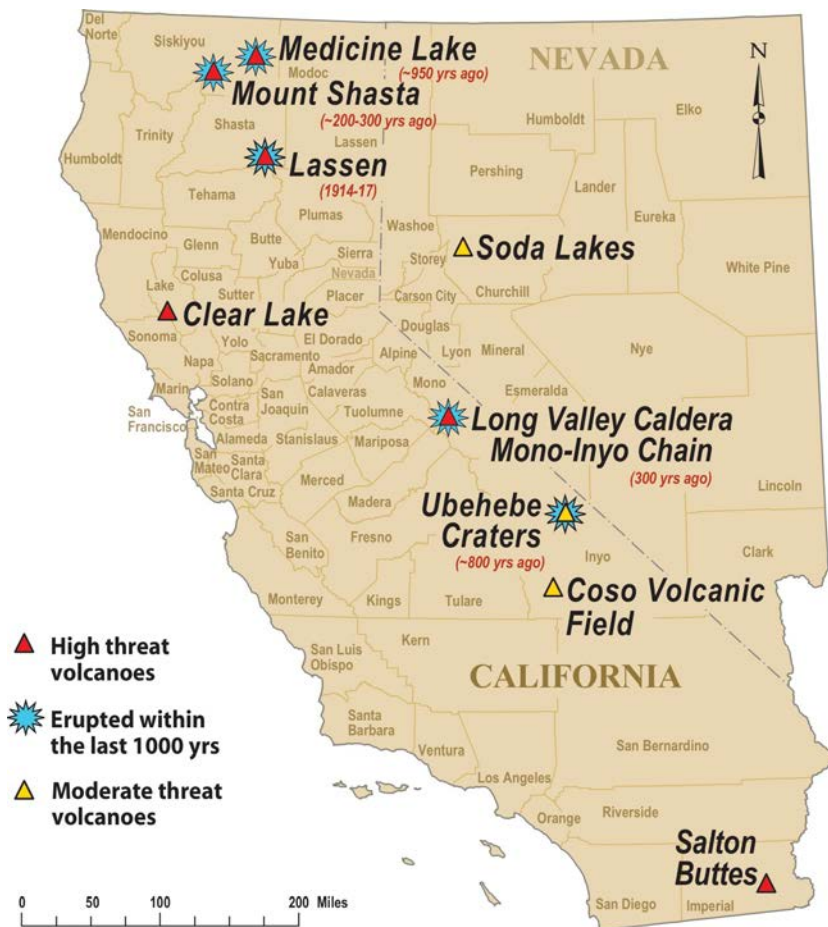 Del
Norte
Siskiyou
Medicine Lake
(~950 yrs ago)
Modoc
NEVADA
N
Mount Shasta
(~200-300 yrs ago)
Humboldt
Elko
Trinity
Shasta
Lassen
Humboldt
Lassen
(1914-17)
Pershing
Lander
Tehama
Plumas
Eureka
Mendocino
Glenn
Butte
Washoe
Sierra
Storey
Soda Lakes
White Pine
Colusa
Yuba
Nevada
Lake
Sutter
Placer
Carson City
Churchill
Clear Lake
Sonoma
Yolo
El Dorado
Douglas
Lyon
Mineral
Nye
Napa
Sacramento
Alpine
Amador
Marin
Solano
Calaveras
Mono
Esmeralda
San
Francisco
Contra
Costa
San
Joaquin
Tuolumne
Long Valley Caldera
Mono-Inyo Chain
(300 yrs ago)
Alameda
Stanislaus
Mariposa
San
Mateo
Santa
Clara
Merced
Santa Cruz
Madera
Lincoln
Ubehebe
Craters
(~800 yrs ago)
San
Benito
Fresno
Inyo
Clark
Monterey
Kings
Tulare
Coso Volcanic
Field
High threat
volcanoes
San Luis
Obispo
Kern
CALIFORNIA
Erupted within
the last 1000 yrs
Santa
Barbara
Ventura
San Bernardino
Moderate threat
volcanoes
Los Angeles
Orange
Riverside
Salton
Buttes
San Diego
Imperial
0 50 100 200 Miles